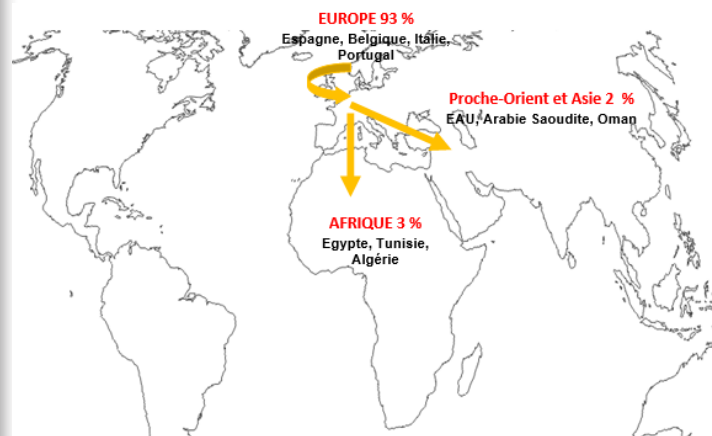 EUROPE 93 %
Espagne, Belgique, Italie,
Portugal
Proche-Orient et Asie 2 %
EAU, Arabie Saoudite, Oman
AFRIQUE 3 %
Egypte, Tunisie,
Algérie